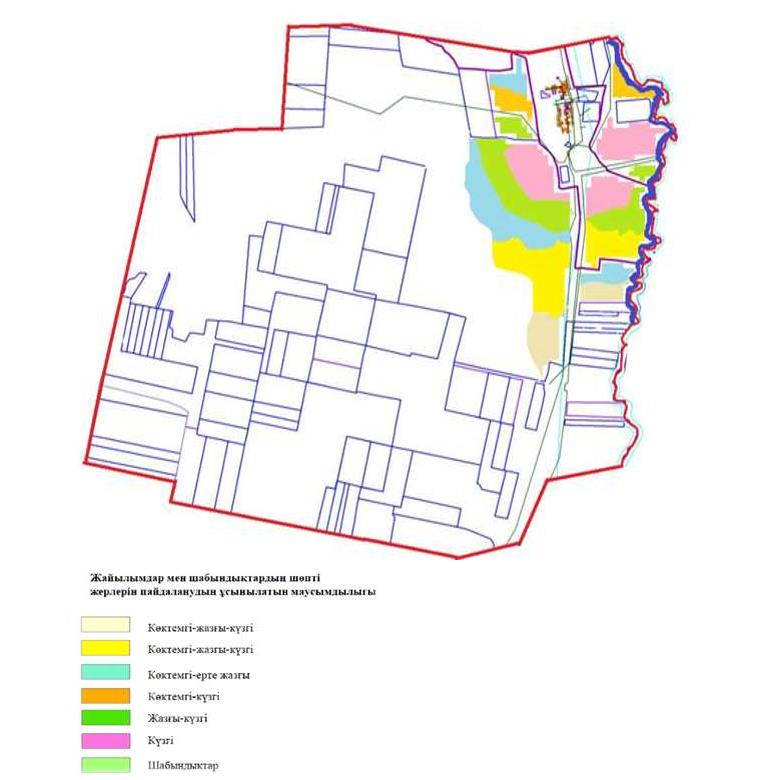 Жайылымдар мен шабындықтардың шөпті
жерлерін пайдаланудың ұсынылатын маусымдылығы
Көктемгі-жазғы-күзгі
Көктемгі-жазғы-күзгі
Көктемгі-ерте жазғы
Көктемгі-күзгі
Жазғы-күзгі
Күзгі
Шабындықтар